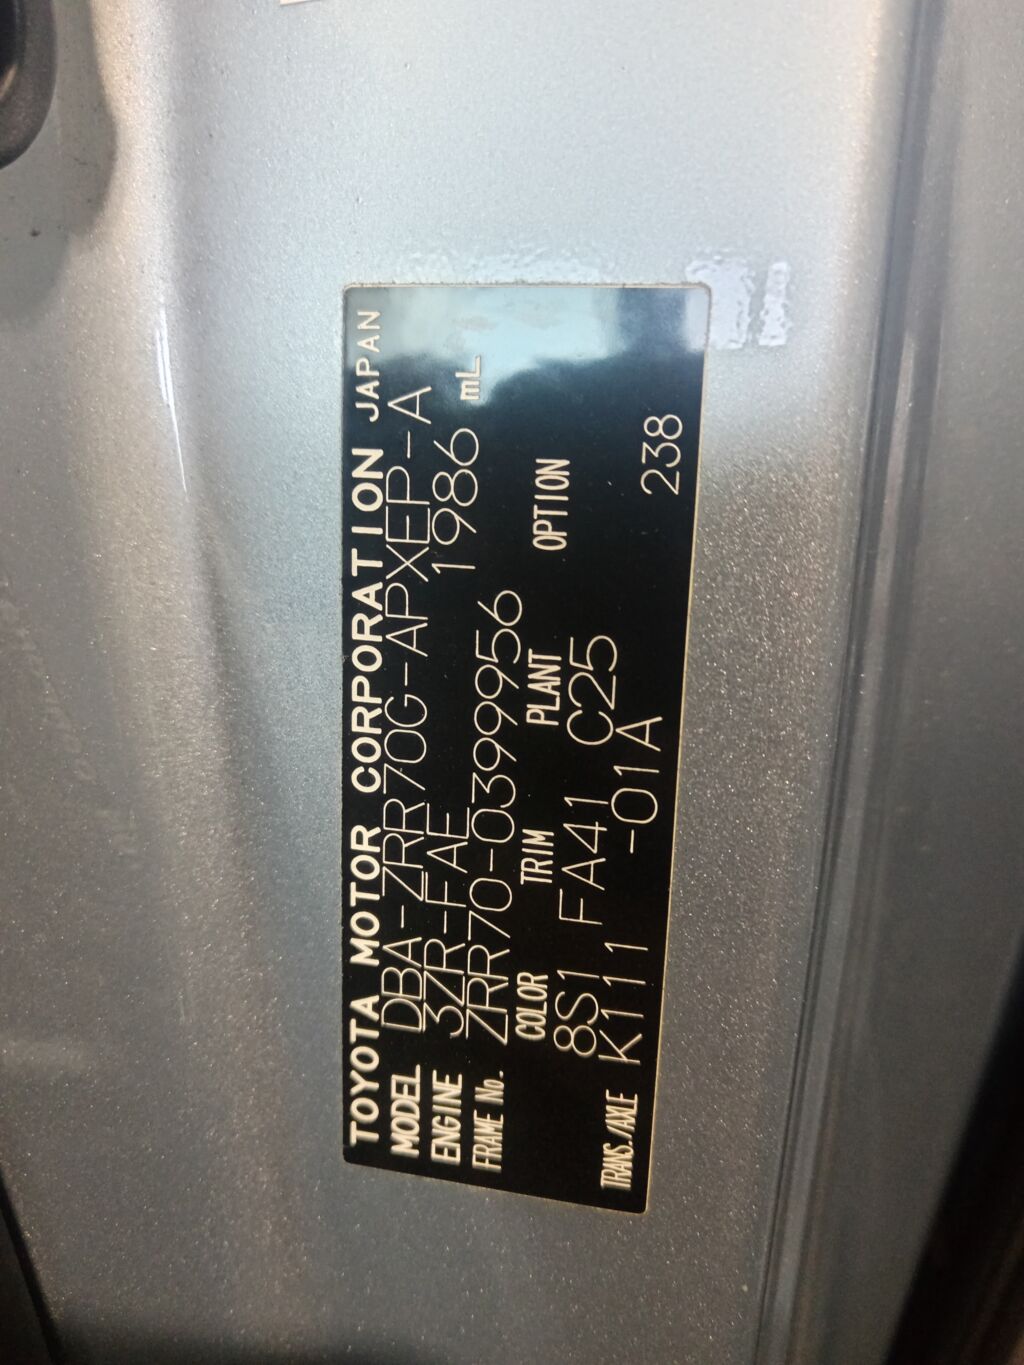 TOYOTA MOTOR CORPORATION JAPAN
MODEL DBA-ZRR70G-APXEP-A
ENGINE 3ZR-FAE 1986 mL
FRAME No. ZRR70-0399956
COLOR TRIM PLANT OPTION
8S1 FA41 C25
TRANS./AXLE K111 -01A 238